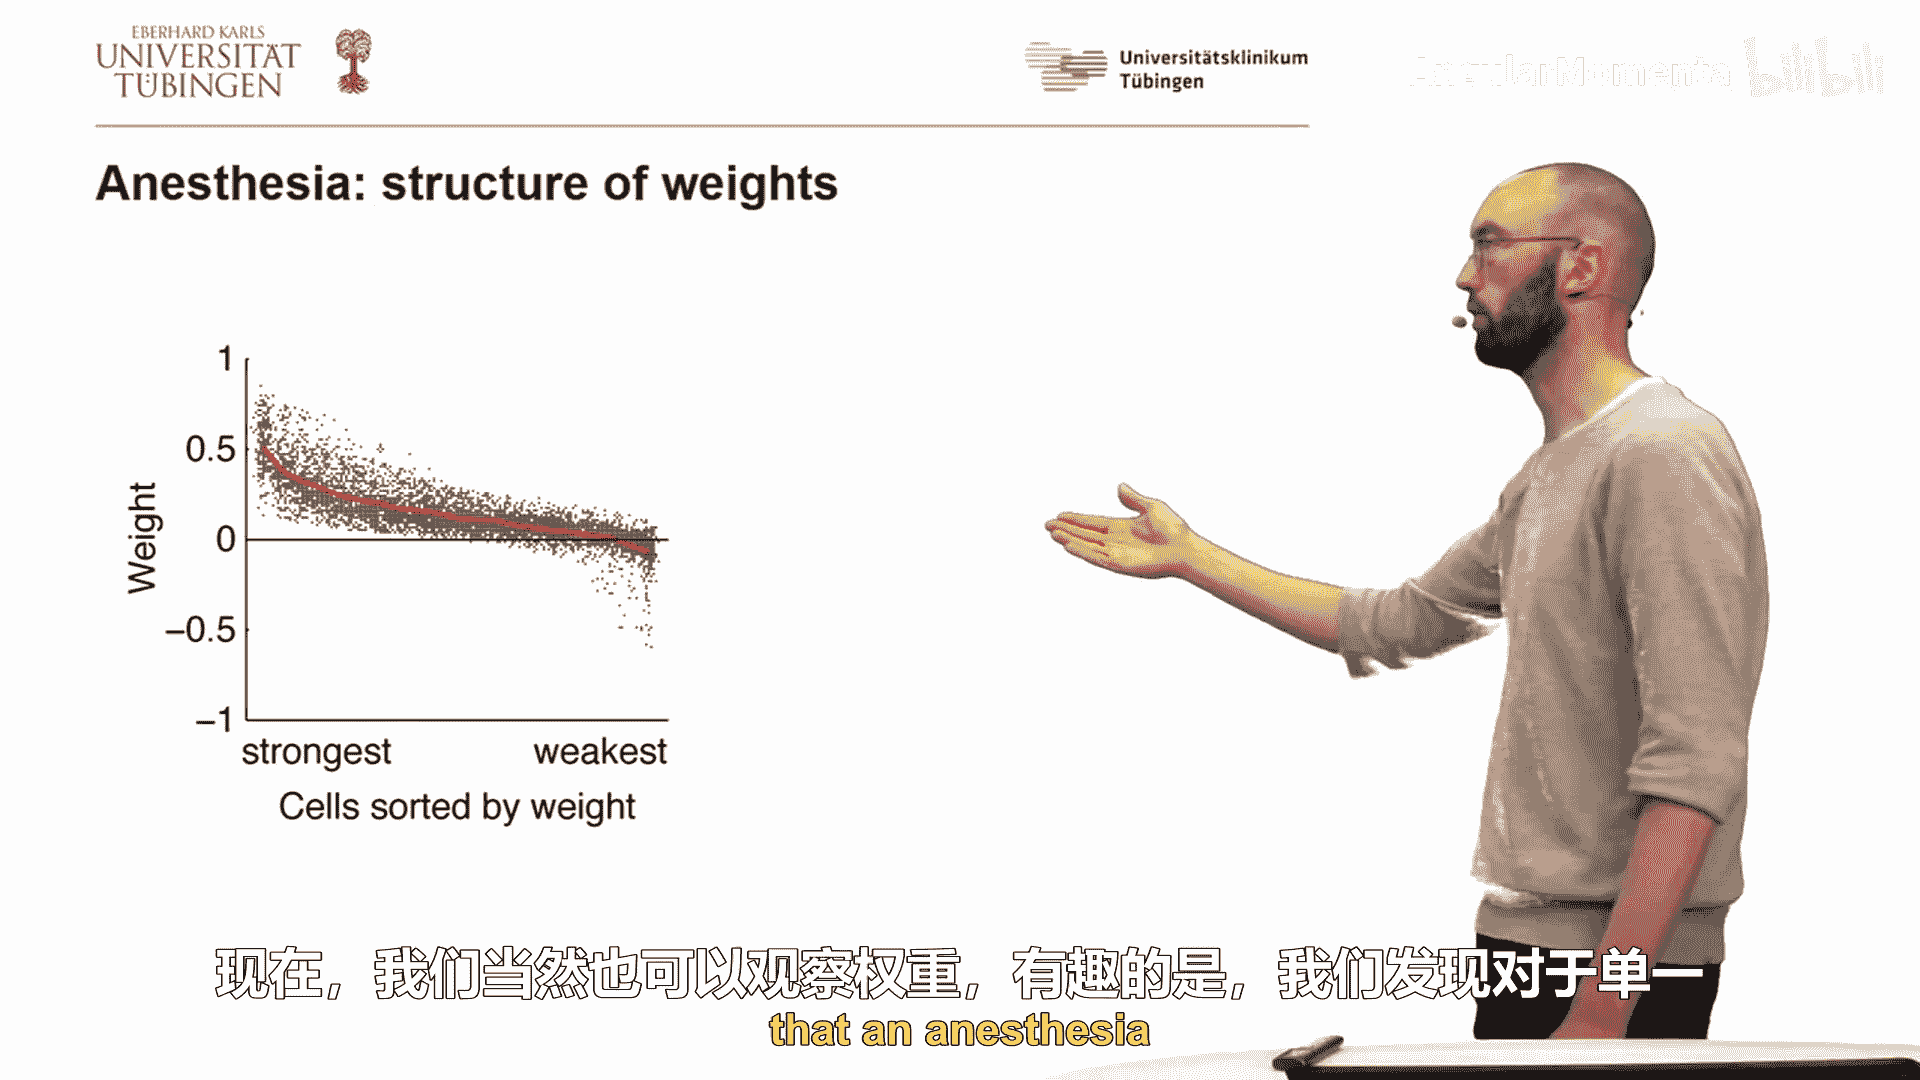 EBERHARD KARLS
UNIVERSITÄT
TÜBINGEN
Universitätsklinikum
Tübingen
bilibili
Anesthesia: structure of weights
1
0.5
0
−0.5
−1
Weight
strongest weakest
Cells sorted by weight
现在，我们当然也可以观察权重，有趣的是，我们发现对于单一
that an anesthesia